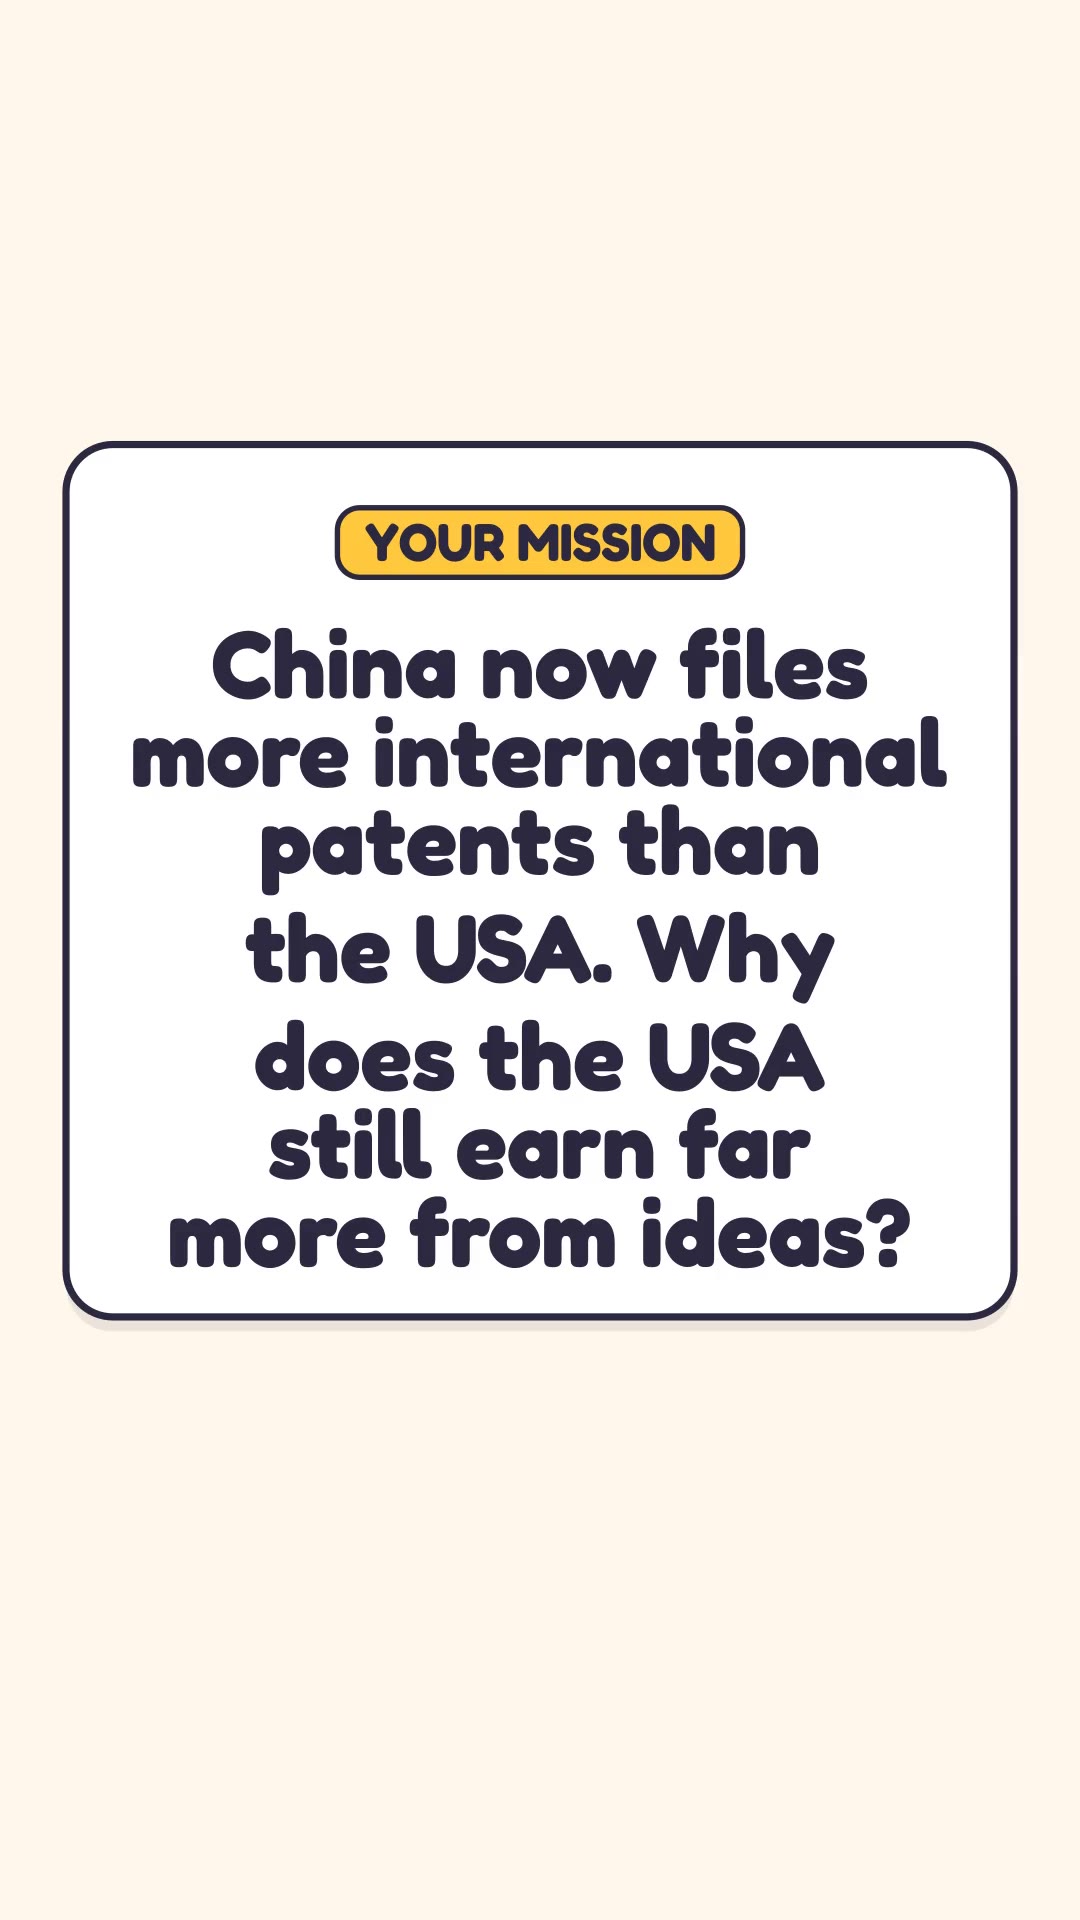 YOUR MISSION
China now files
more international
patents than
the USA. Why
does the USA
still earn far
more from ideas?